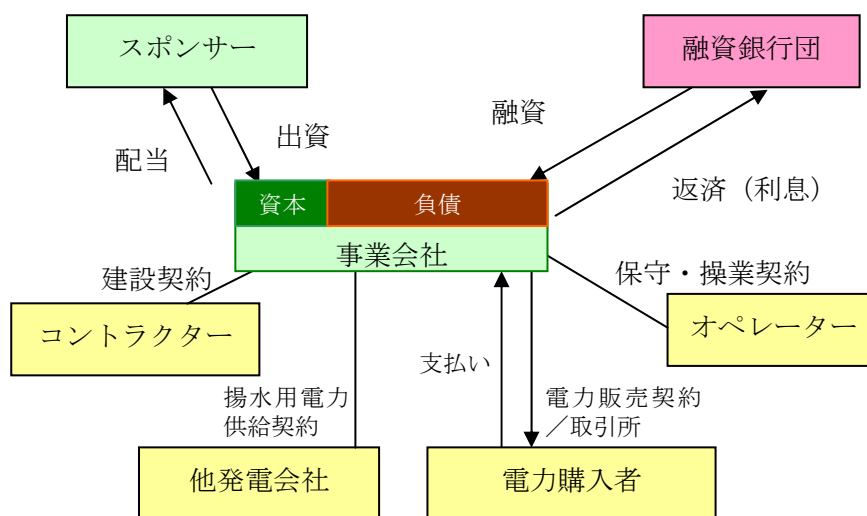 スポンサー
融資銀行団
融資
出資
配当
返済（利息）
資本
負債
事業会社
建設契約
保守・操業契約
コントラクター
オペレーター
支払い
揚水用電力
供給契約
電力販売契約
／取引所
他発電会社
電力購入者